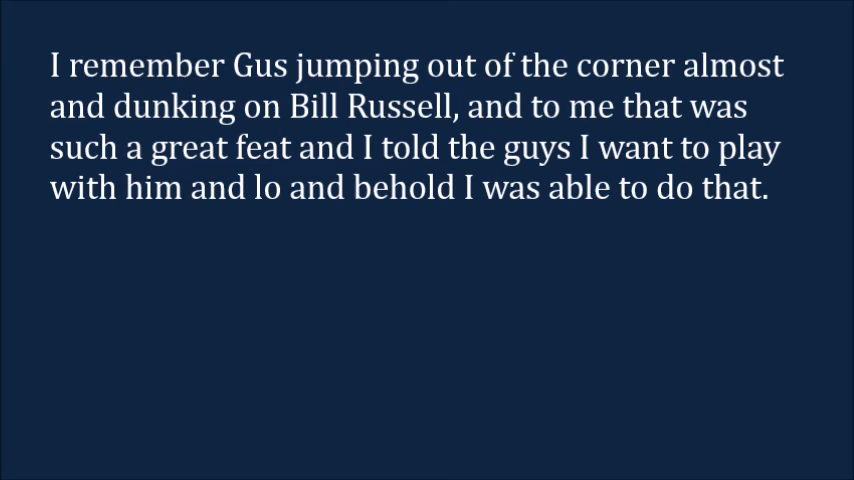 I remember Gus jumping out of the corner almost
and dunking on Bill Russell, and to me that was
such a great feat and I told the guys I want to play
with him and lo and behold I was able to do that.